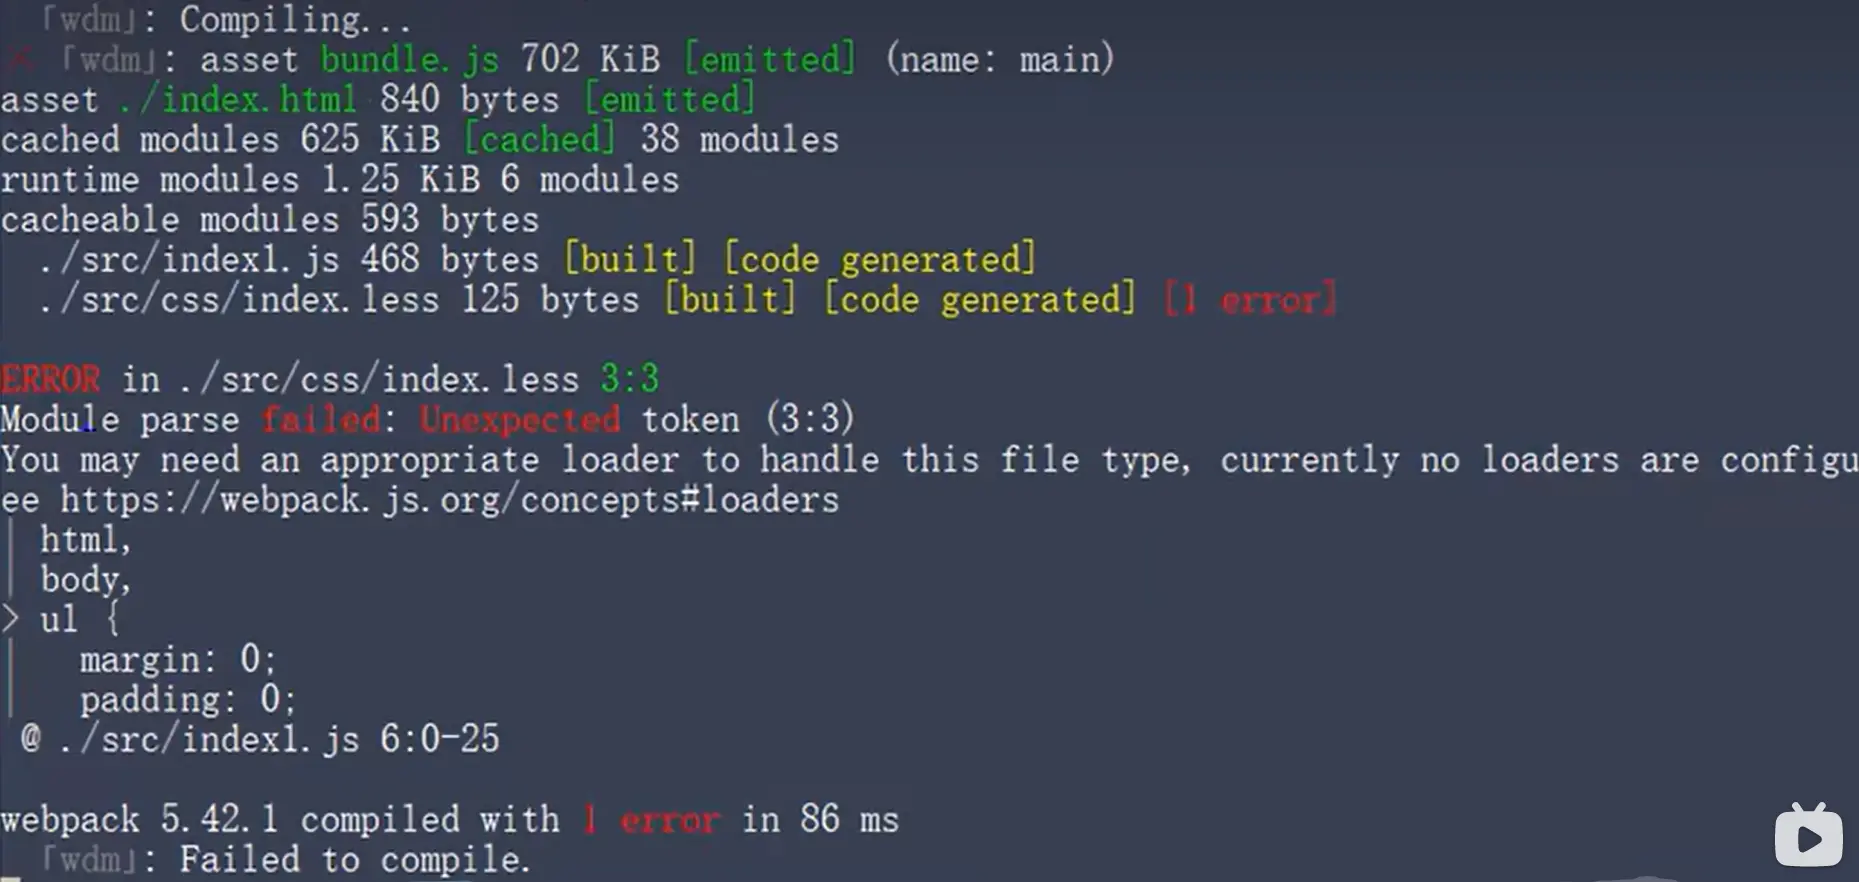 「wdm」: Compiling...
× 「wdm」: asset bundle.js 702 KiB [emitted] (name: main)
asset ./index.html 840 bytes [emitted]
cached modules 625 KiB [cached] 38 modules
runtime modules 1.25 KiB 6 modules
cacheable modules 593 bytes
./src/index1.js 468 bytes [built] [code generated]
./src/css/index.less 125 bytes [built] [code generated] [1 error]
ERROR in ./src/css/index.less 3:3
Module parse failed: Unexpected token (3:3)
You may need an appropriate loader to handle this file type, currently no loaders are configu
ee https://webpack.js.org/concepts#loaders
| html,
| body,
> ul {
|   margin: 0;
|   padding: 0;
@ ./src/index1.js 6:0-25
webpack 5.42.1 compiled with 1 error in 86 ms
「wdm」: Failed to compile.